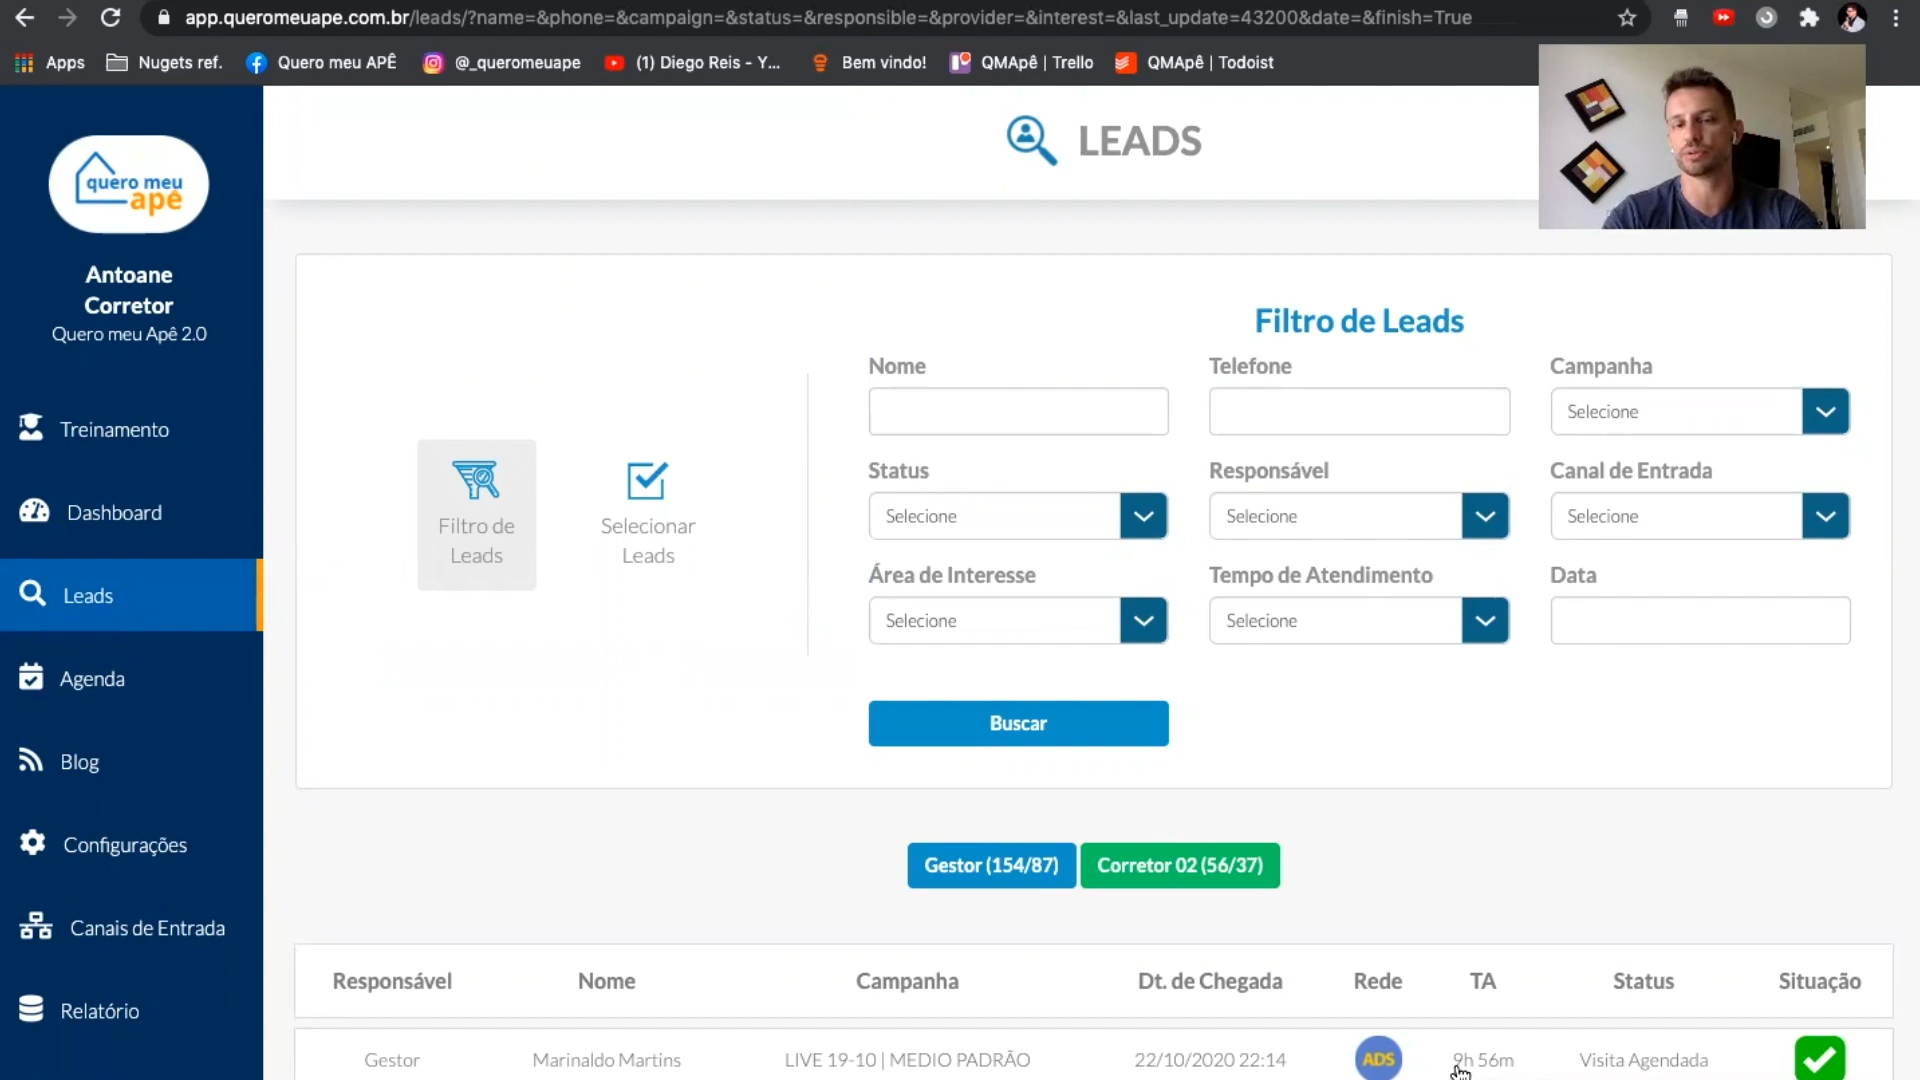 app.queromeuape.com.br/leads/?name=&phone=&campaign=&status=&responsible=&provider=&interest=&last_update=43200&date=&finish=True
Apps
Nugets ref.
Quero meu APÊ
@_queromeuape
(1) Diego Reis - Y...
Bem vindo!
QMApê | Trello
QMApê | Todoist
quero meu
apê
Antoane
Corretor
Quero meu Apê 2.0
Treinamento
Dashboard
Leads
Agenda
Blog
Configurações
Canais de Entrada
Relatório
LEADS
Filtro de
Leads
Selecionar
Leads
Filtro de Leads
Nome
Telefone
Campanha
Selecione
Status
Responsável
Canal de Entrada
Selecione
Selecione
Selecione
Área de Interesse
Tempo de Atendimento
Data
Selecione
Selecione
Buscar
Gestor (154/87)
Corretor 02 (56/37)
Responsável
Nome
Campanha
Dt. de Chegada
Rede
TA
Status
Situação
Gestor
Marinaldo Martins
LIVE 19-10 | MEDIO PADRÃO
22/10/2020 22:14
ADS
9h 56m
Visita Agendada